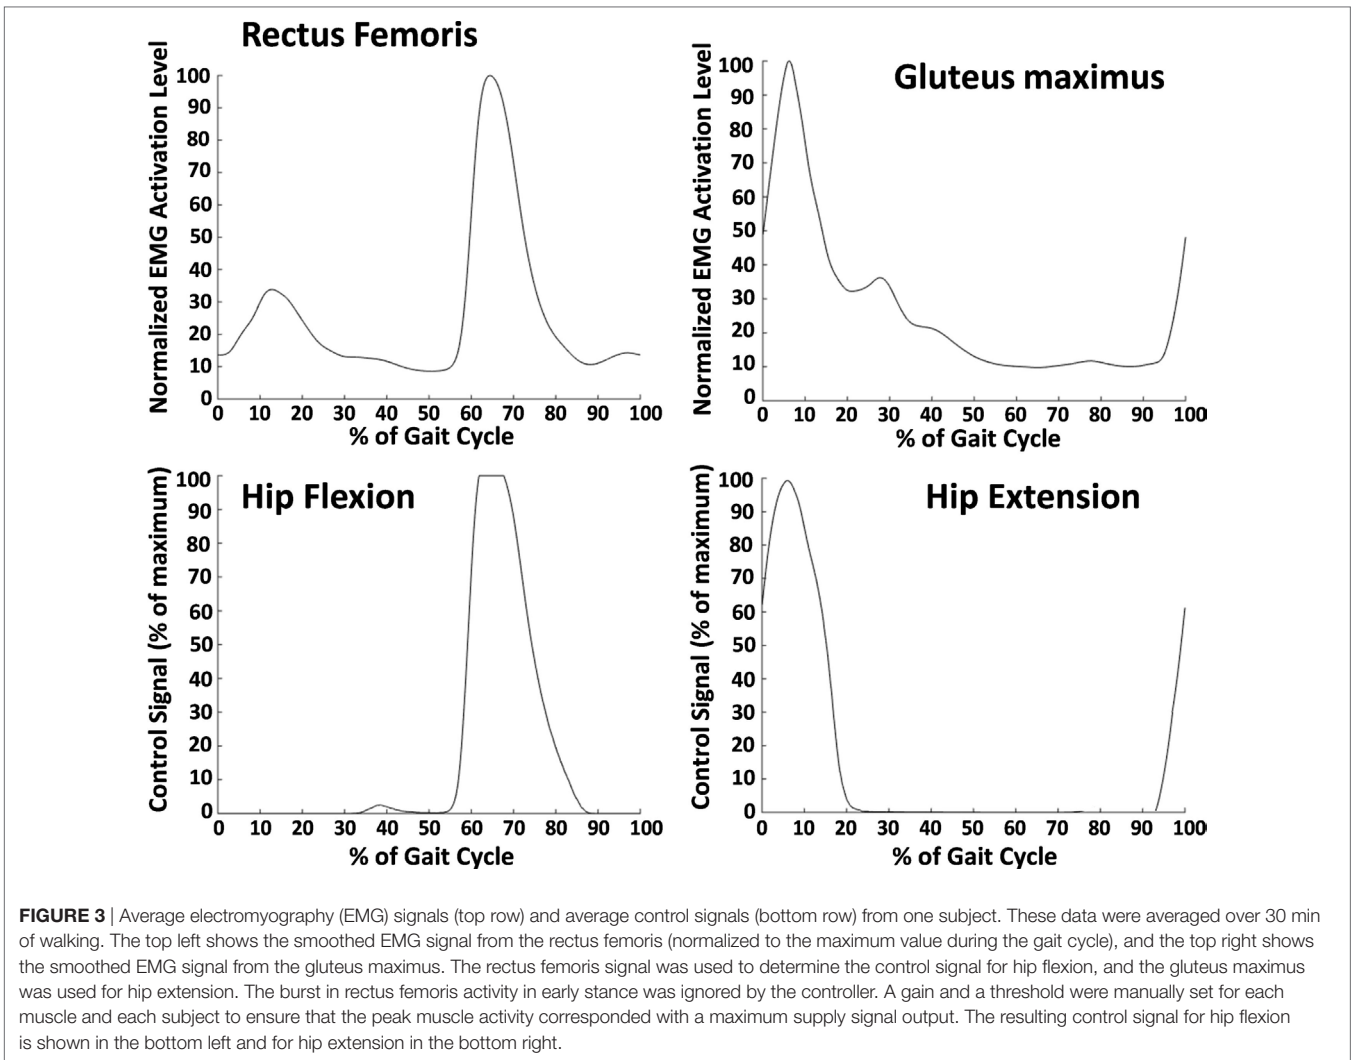 Rectus Femoris
Normalized EMG Activation Level
100
90
80
70
60
50
40
30
20
10
0
0 10 20 30 40 50 60 70 80 90 100
% of Gait Cycle
Gluteus maximus
Normalized EMG Activation Level
100
90
80
70
60
50
40
30
20
10
0
0 10 20 30 40 50 60 70 80 90 100
% of Gait Cycle
Hip Flexion
Control Signal (% of maximum)
100
90
80
70
60
50
40
30
20
10
0
0 10 20 30 40 50 60 70 80 90 100
% of Gait Cycle
Hip Extension
Control Signal (% of maximum)
100
90
80
70
60
50
40
30
20
10
0
0 10 20 30 40 50 60 70 80 90 100
% of Gait Cycle
FIGURE 3 | Average electromyography (EMG) signals (top row) and average control signals (bottom row) from one subject. These data were averaged over 30 min
of walking. The top left shows the smoothed EMG signal from the rectus femoris (normalized to the maximum value during the gait cycle), and the top right shows
the smoothed EMG signal from the gluteus maximus. The rectus femoris signal was used to determine the control signal for hip flexion, and the gluteus maximus
was used for hip extension. The burst in rectus femoris activity in early stance was ignored by the controller. A gain and a threshold were manually set for each
muscle and each subject to ensure that the peak muscle activity corresponded with a maximum supply signal output. The resulting control signal for hip flexion
is shown in the bottom left and for hip extension in the bottom right.